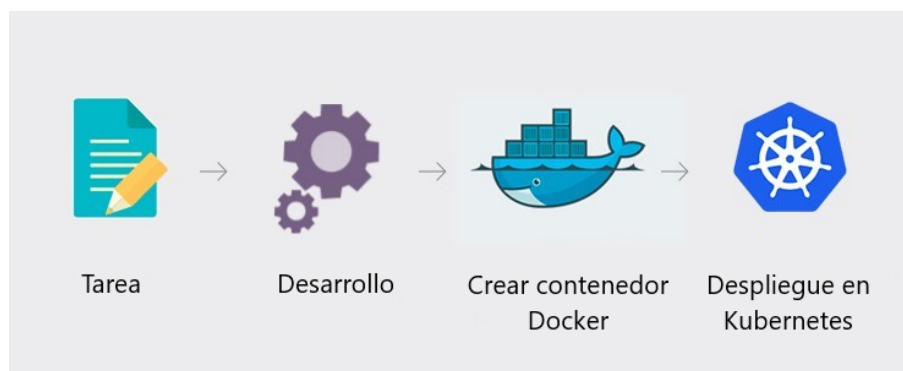 Tarea
Desarrollo
Crear contenedor
Docker
Despliegue en
Kubernetes